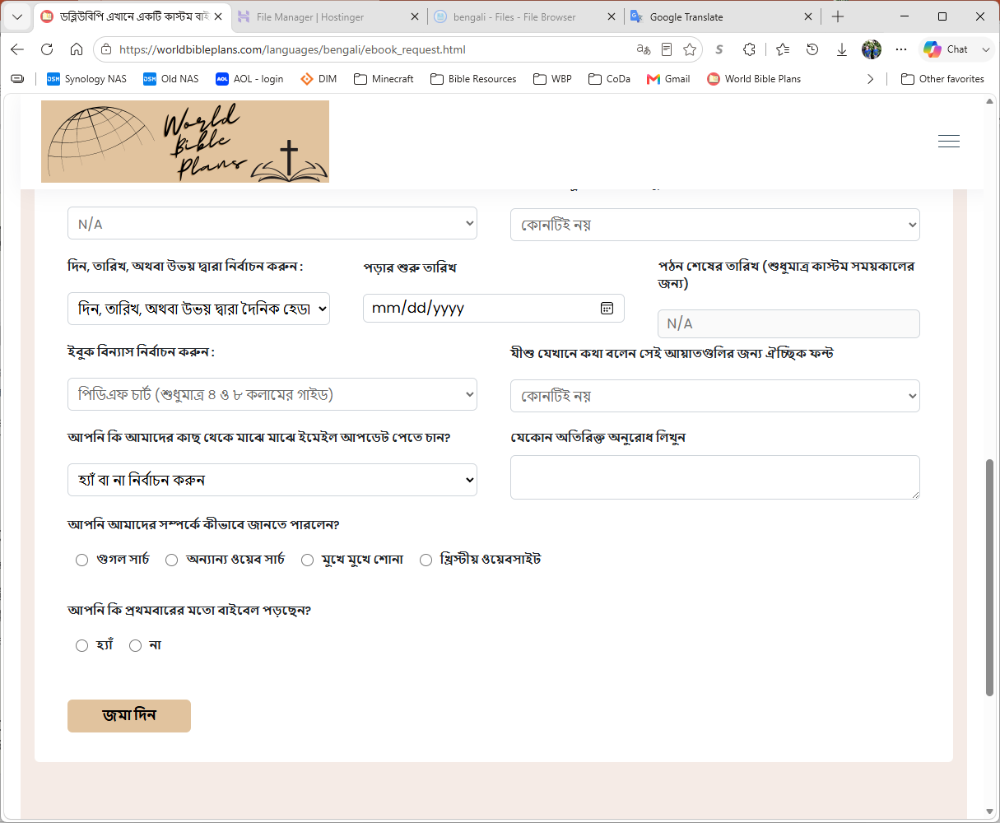 ডব্লিউবিপি এখানে একটি কাস্টম বাই
File Manager | Hostinger
bengali - Files - File Browser
Google Translate
https://worldbibleplans.com/languages/bengali/ebook_request.html
Chat
Synology NAS
Old NAS
AOL - login
DIM
Minecraft
Bible Resources
WBP
CoDa
Gmail
World Bible Plans
Other favorites
World
Bible
Plans
N/A
কোনটিই নয়
দিন, তারিখ, অথবা উভয় দ্বারা নির্বাচন করুন :
পড়ার শুরু তারিখ
পঠন শেষের তারিখ (শুধুমাত্র কাস্টম সময়কালের
জন্য)
দিন, তারিখ, অথবা উভয় দ্বারা দৈনিক হেডা
mm/dd/yyyy
N/A
ইবুক বিন্যাস নির্বাচন করুন :
যীশু যেখানে কথা বলেন সেই আয়াতগুলির জন্য ঐচ্ছিক ফন্ট
পিডিএফ চার্ট (শুধুমাত্র ৪ ও ৮ কলামের গাইড)
কোনটিই নয়
আপনি কি আমাদের কাছ থেকে মাঝে মাঝে ইমেইল আপডেট পেতে চান?
যেকোন অতিরিক্ত অনুরোধ লিখুন
হ্যাঁ বা না নির্বাচন করুন
আপনি আমাদের সম্পর্কে কীভাবে জানতে পারলেন?
গুগল সার্চ
অন্যান্য ওয়েব সার্চ
মুখে মুখে শোনা
খ্রিস্টীয় ওয়েবসাইট
আপনি কি প্রথমবারের মতো বাইবেল পড়ছেন?
হ্যাঁ
না
জমা দিন